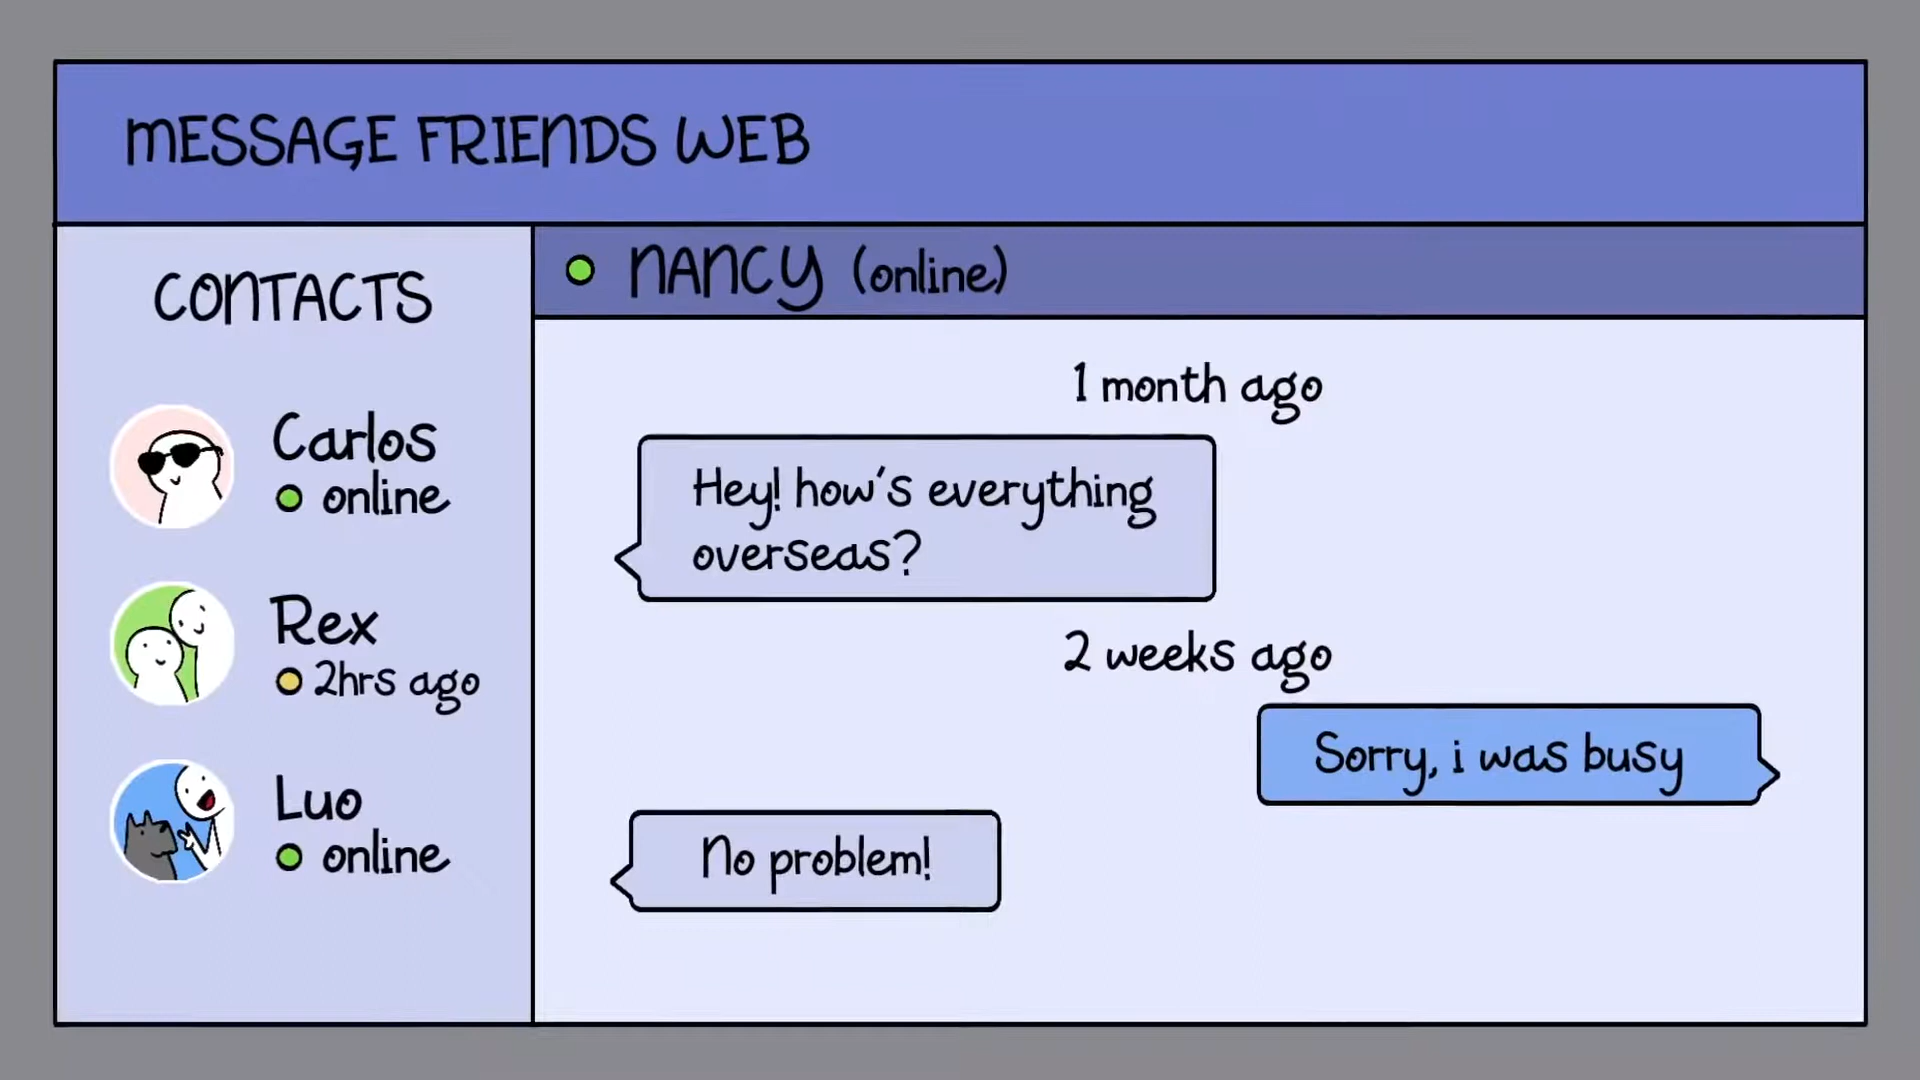 MESSAGE FRIENDS WEB
CONTACTS
Carlos
online
Rex
2hrs ago
Luo
online
NANCY (online)
1 month ago
Hey! how's everything
overseas?
2 weeks ago
Sorry, i was busy
No problem!